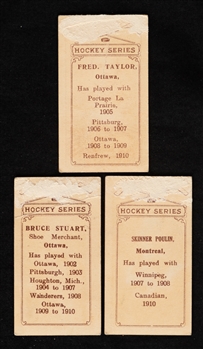 HOCKEY SERIES
FRED. TAYLOR,
Ottawa,
Has played with
Portage La
Prairie,
1905
Pittsburg,
1906 to 1907
Ottawa,
1908 to 1909
Renfrew, 1910
HOCKEY SERIES
BRUCE STUART,
Shoe Merchant,
Ottawa,
Has played with
Ottawa, 1902
Pittsburgh, 1903
Houghton, Mich.,
1904 to 1907
Wanderers, 1908
Ottawa,
1909 to 1910
HOCKEY SERIES
SKINNER POULIN,
Montreal,
Has played with
Winnipeg,
1907 to 1908
Canadian,
1910